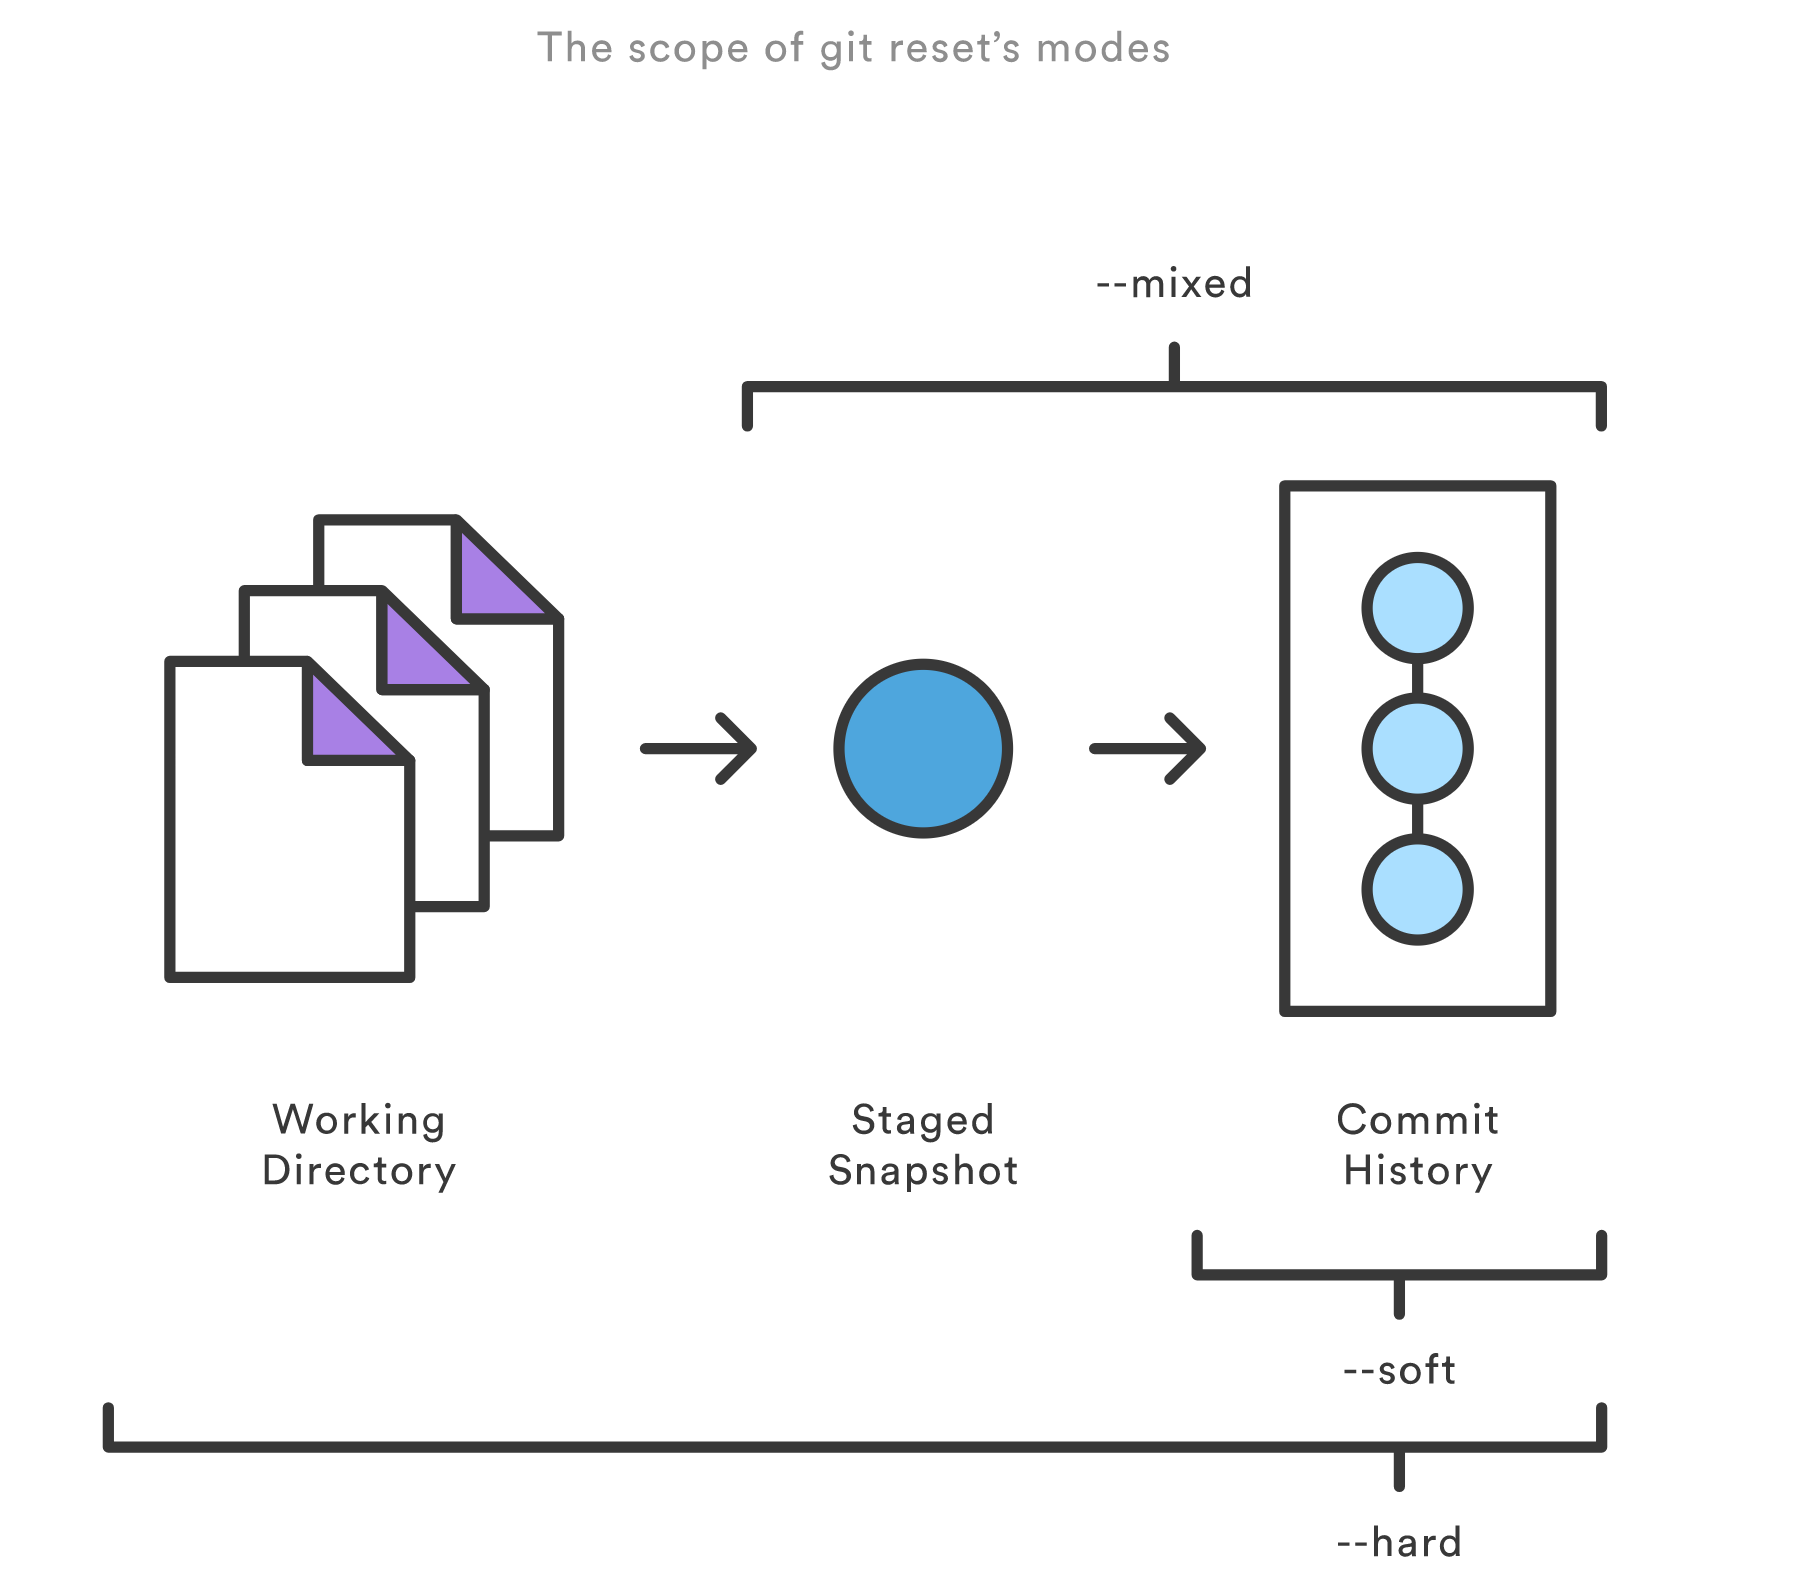 The scope of git reset’s modes
--mixed
Working
Directory
Staged
Snapshot
Commit
History
--soft
--hard